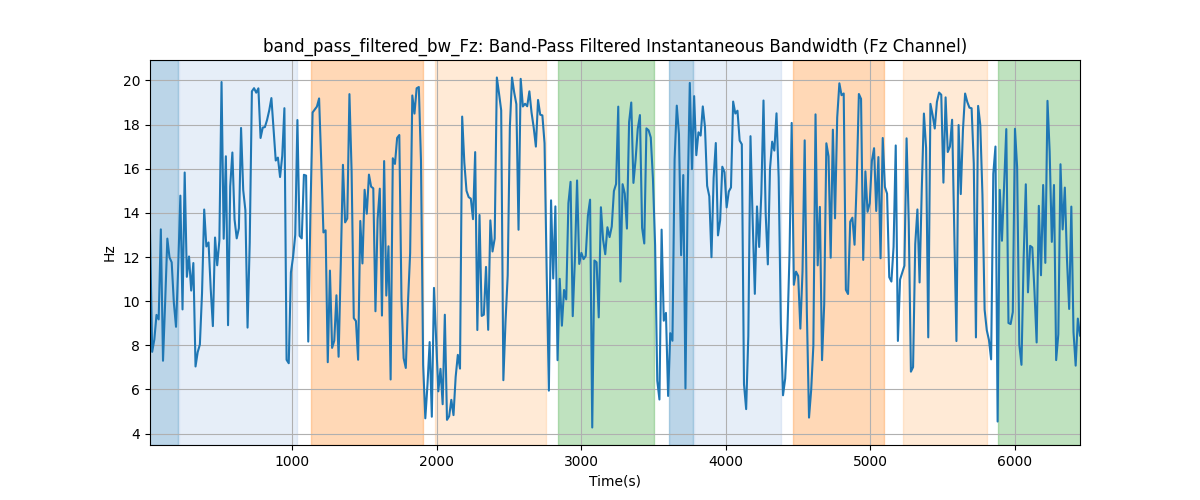 band_pass_filtered_bw_Fz: Band-Pass Filtered Instantaneous Bandwidth (Fz Channel)
20
18
16
14
12
10
8
6
4
Hz
1000 2000 3000 4000 5000 6000
Time(s)